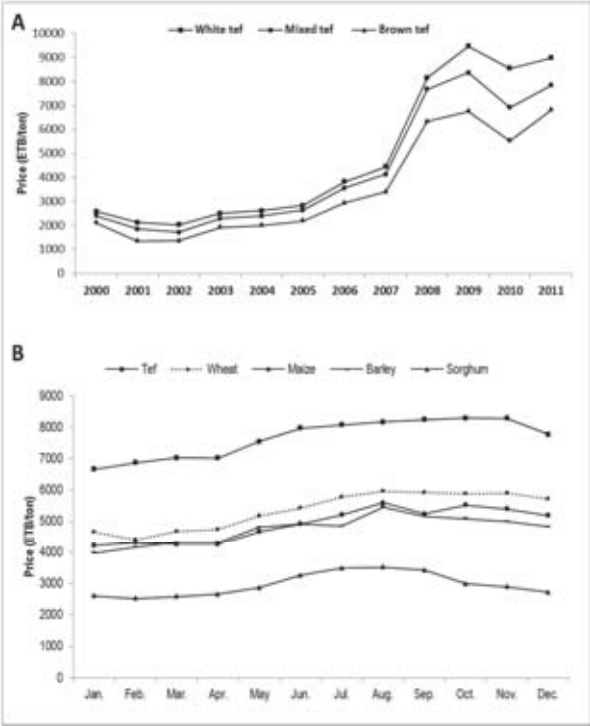 A
White tef Mixed tef Brown tef
10000
9000
8000
7000
6000
5000
4000
3000
2000
1000
0
Price (ETB/ton)
2000 2001 2002 2003 2004 2005 2006 2007 2008 2009 2010 2011
B
Tef Wheat Maize Barley Sorghum
9000
8000
7000
6000
5000
4000
3000
2000
1000
0
Price (ETB/ton)
Jan. Feb. Mar. Apr. May Jun. Jul. Aug. Sep. Oct. Nov. Dec.